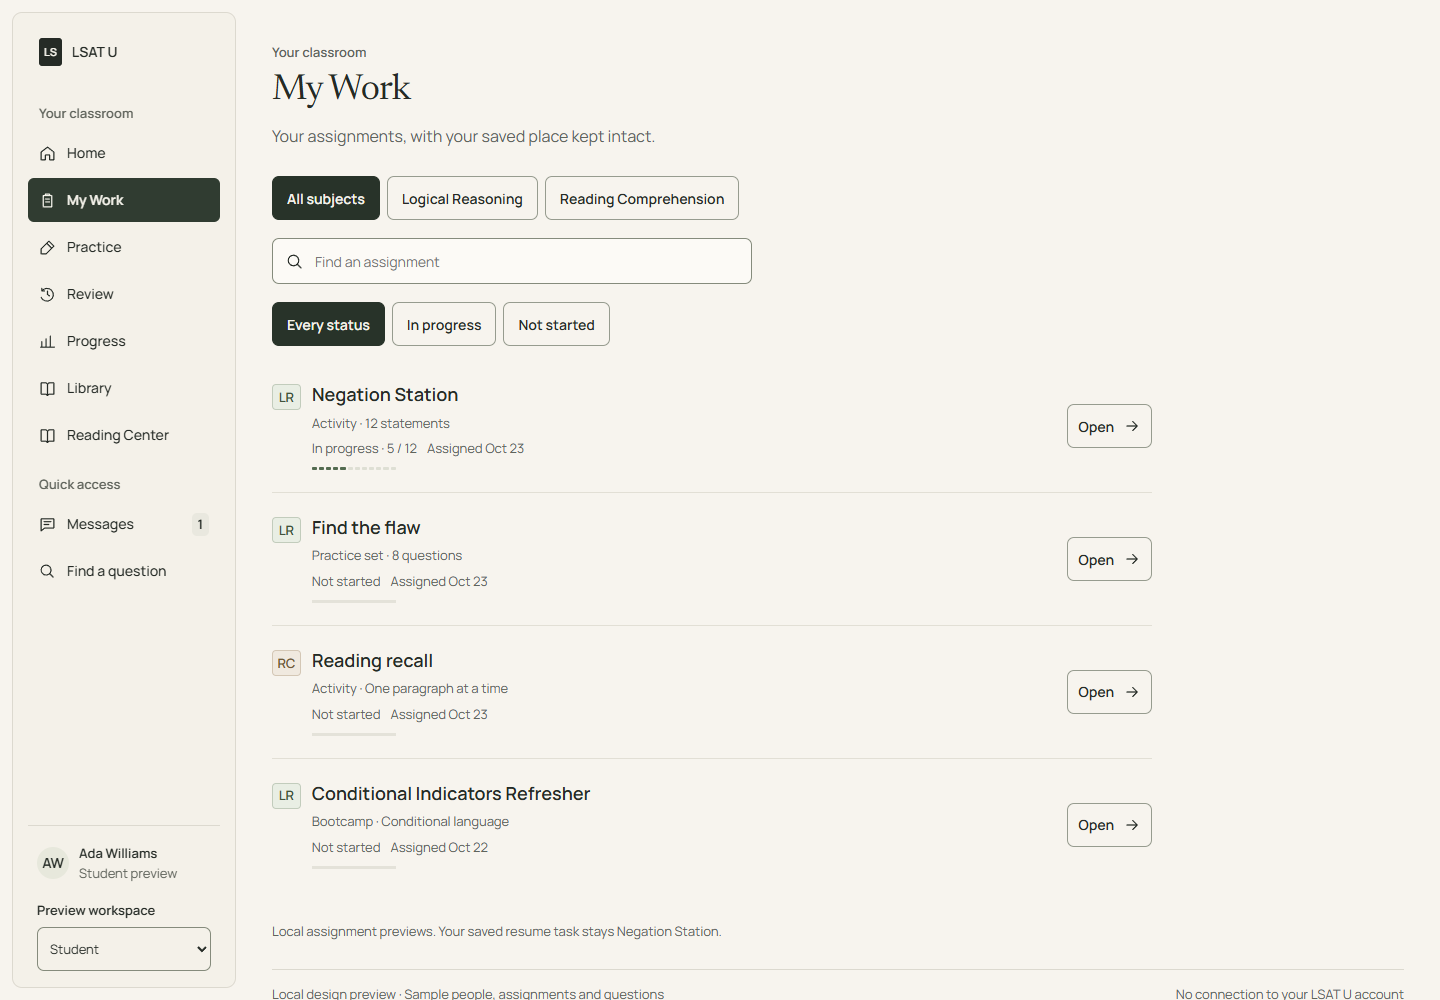 LS LSAT U
Your classroom
Home
My Work
Practice
Review
Progress
Library
Reading Center
Quick access
Messages 1
Find a question
AW Ada Williams
Student preview
Preview workspace
Student
Your classroom
My Work
Your assignments, with your saved place kept intact.
All subjects Logical Reasoning Reading Comprehension
Find an assignment
Every status In progress Not started
LR Negation Station
Activity · 12 statements
In progress · 5 / 12 Assigned Oct 23
Open
LR Find the flaw
Practice set · 8 questions
Not started Assigned Oct 23
Open
RC Reading recall
Activity · One paragraph at a time
Not started Assigned Oct 23
Open
LR Conditional Indicators Refresher
Bootcamp · Conditional language
Not started Assigned Oct 22
Open
Local assignment previews. Your saved resume task stays Negation Station.
Local design preview · Sample people, assignments and questions No connection to your LSAT U account